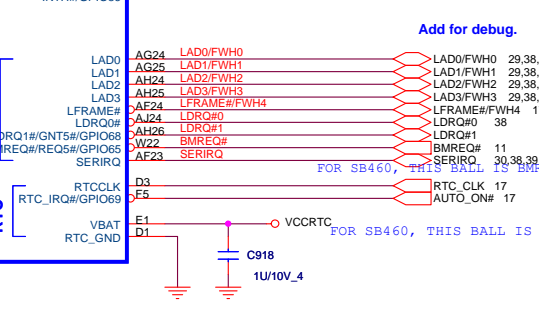 Add for debug.
LAD0 AG24 LAD0/FWH0 LAD0/FWH0 29,38,
LAD1 AG25 LAD1/FWH1 LAD1/FWH1 29,38,
LAD2 AH24 LAD2/FWH2 LAD2/FWH2 29,38,
LAD3 AH25 LAD3/FWH3 LAD3/FWH3 29,38,
LFRAME# AF24 LFRAME#/FWH4 LFRAME#/FWH4 1
LDRQ0# AJ24 LDRQ#0 LDRQ#0 38
DRQ1#/GNT5#/GPIO68 AH26 LDRQ#1 LDRQ#1
MREQ#/REQ5#/GPIO65 W22 BMREQ# BMREQ# 11
SERIRQ AF23 SERIRQ SERIRQ 30,38,39
FOR SB460, THIS BALL IS BMR
RTCCLK D3 RTC_CLK 17
RTC_IRQ#/GPIO69 F5 AUTO_ON# 17
VBAT E1 VCCRTC
FOR SB460, THIS BALL IS
RTC_GND D1
C918
1U/10V_4